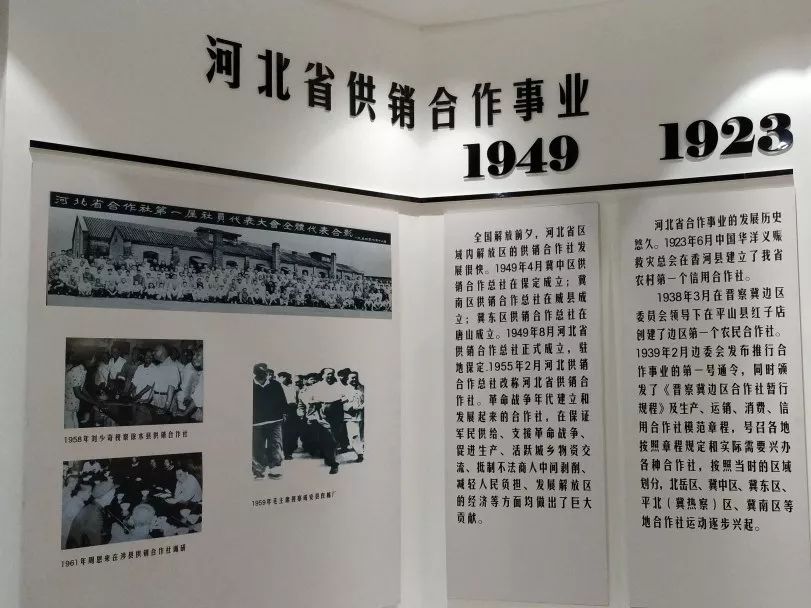 河北省供销合作事业
1949
1923
河北省合作社第一届社员代表大會全體代表合影
1958年刘少奇视察徐水县供销合作社
1961年周恩来在涉县供销合作社调研
全国解放前夕，河北省区
域内解放区的供销合作社发
展很快。1949年4月冀中区供
销合作总社在保定成立；冀
南区供销合作总社在威县成
立；冀东区供销合作总社在
唐山成立。1949年8月河北省
供销合作总社正式成立，驻
地保定.1955年2月河北供销
合作总社改称河北省供销合
作社。革命战争年代建立和
发展起来的合作社，在保证
军民供给、支援革命战争、
促进生产、活跃城乡物资交
流、抵制不法商人中间剥削、
减轻人民负担、发展解放区
的经济等方面均做出了巨大
贡献。
河北省合作事业的发展历史
悠久。1923年6月中国华洋义赈
救灾总会在香河县建立了我省
农村第一个信用合作社。
1938年3月在晋察冀边区
委员会领导下在平山县红子店
创建了边区第一个农民合作社。
1939年2月边委会发布推行合
作事业的第一号通令，同时颁
发了《晋察冀边区合作社暂行
规程》及生产、运销、消费、信
用合作社模范章程，号召各地
按照章程规定和实际需要兴办
各种合作社，按照当时的区域
划分，北岳区、冀中区、冀东区、
平北（冀热察）区、冀南区等
地合作社运动逐步兴起。